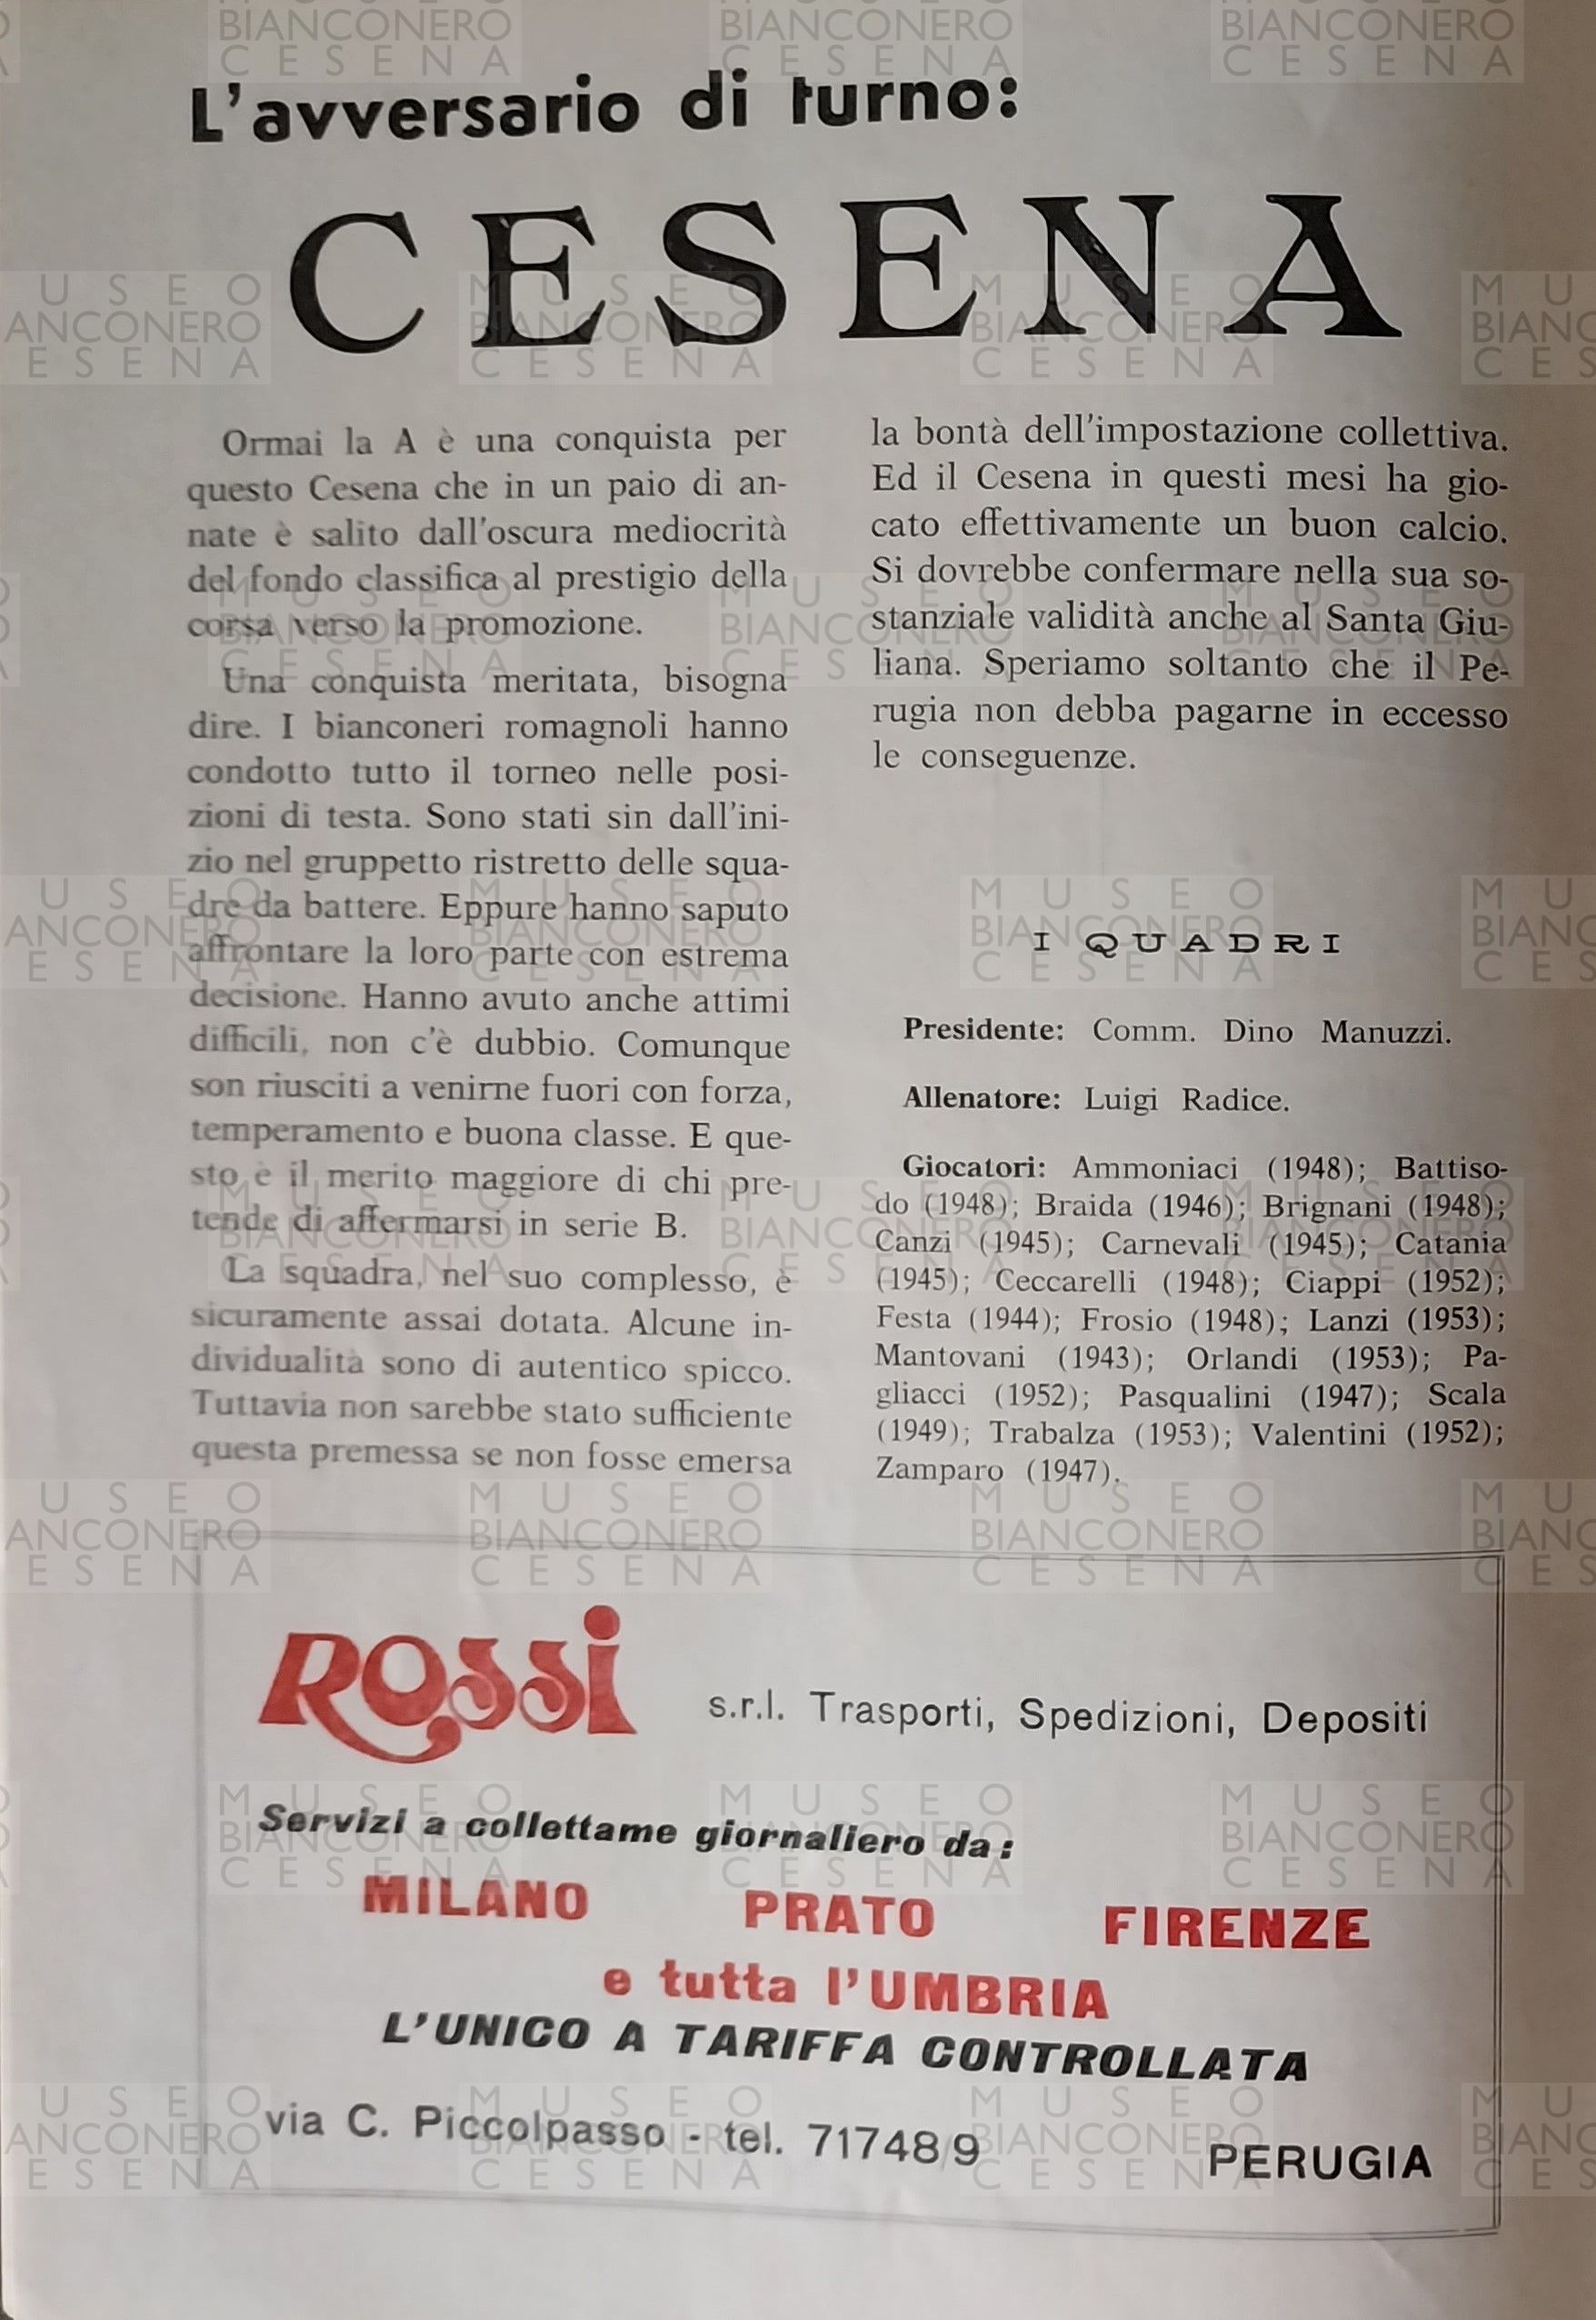 L'avversario di turno:
CESENA
Ormai la A è una conquista per
questo Cesena che in un paio di an-
nate è salito dall'oscura mediocrità
del fondo classifica al prestigio della
corsa verso la promozione.
Una conquista meritata, bisogna
dire. I bianconeri romagnoli hanno
condotto tutto il torneo nelle posi-
zioni di testa. Sono stati sin dall'ini-
zio nel gruppetto ristretto delle squa-
dre da battere. Eppure hanno saputo
affrontare la loro parte con estrema
decisione. Hanno avuto anche attimi
difficili, non c'è dubbio. Comunque
son riusciti a venirne fuori con forza,
temperamento e buona classe. E que-
sto è il merito maggiore di chi pre-
tende di affermarsi in serie B.
La squadra, nel suo complesso, è
sicuramente assai dotata. Alcune in-
dividualità sono di autentico spicco.
Tuttavia non sarebbe stato sufficiente
questa premessa se non fosse emersa
la bontà dell'impostazione collettiva.
Ed il Cesena in questi mesi ha gio-
cato effettivamente un buon calcio.
Si dovrebbe confermare nella sua so-
stanziale validità anche al Santa Giu-
liana. Speriamo soltanto che il Pe-
rugia non debba pagarne in eccesso
le conseguenze.
I QUADRI
Presidente: Comm. Dino Manuzzi.
Allenatore: Luigi Radice.
Giocatori: Ammoniaci (1948); Battiso-
do (1948); Braida (1946); Brignani (1948);
Canzi (1945); Carnevali (1945); Catania
(1945); Ceccarelli (1948); Ciappi (1952);
Festa (1944); Frosio (1948); Lanzi (1953);
Mantovani (1943); Orlandi (1953); Pa-
gliacci (1952); Pasqualini (1947); Scala
(1949); Trabalza (1953); Valentini (1952);
Zamparo (1947).
ROSSI
s.r.l. Trasporti, Spedizioni, Depositi
Servizi a collettame giornaliero da:
MILANO PRATO FIRENZE
e tutta l'UMBRIA
L'UNICO A TARIFFA CONTROLLATA
via C. Piccolpasso - tel. 71748/9 PERUGIA
MUSEO
BIANCONERO
CESENA